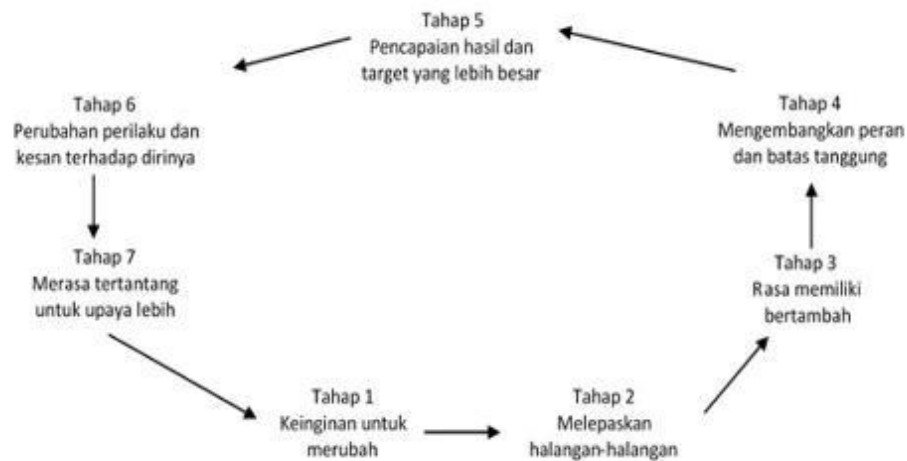 Tahap 5
Pencapaian hasil dan
target yang lebih besar
Tahap 6
Perubahan perilaku dan
kesan terhadap dirinya
Tahap 4
Mengembangkan peran
dan batas tanggung
Tahap 7
Merasa tertantang
untuk upaya lebih
Tahap 3
Rasa memiliki
bertambah
Tahap 1
Keinginan untuk
merubah
Tahap 2
Melepaskan
halangan-halangan